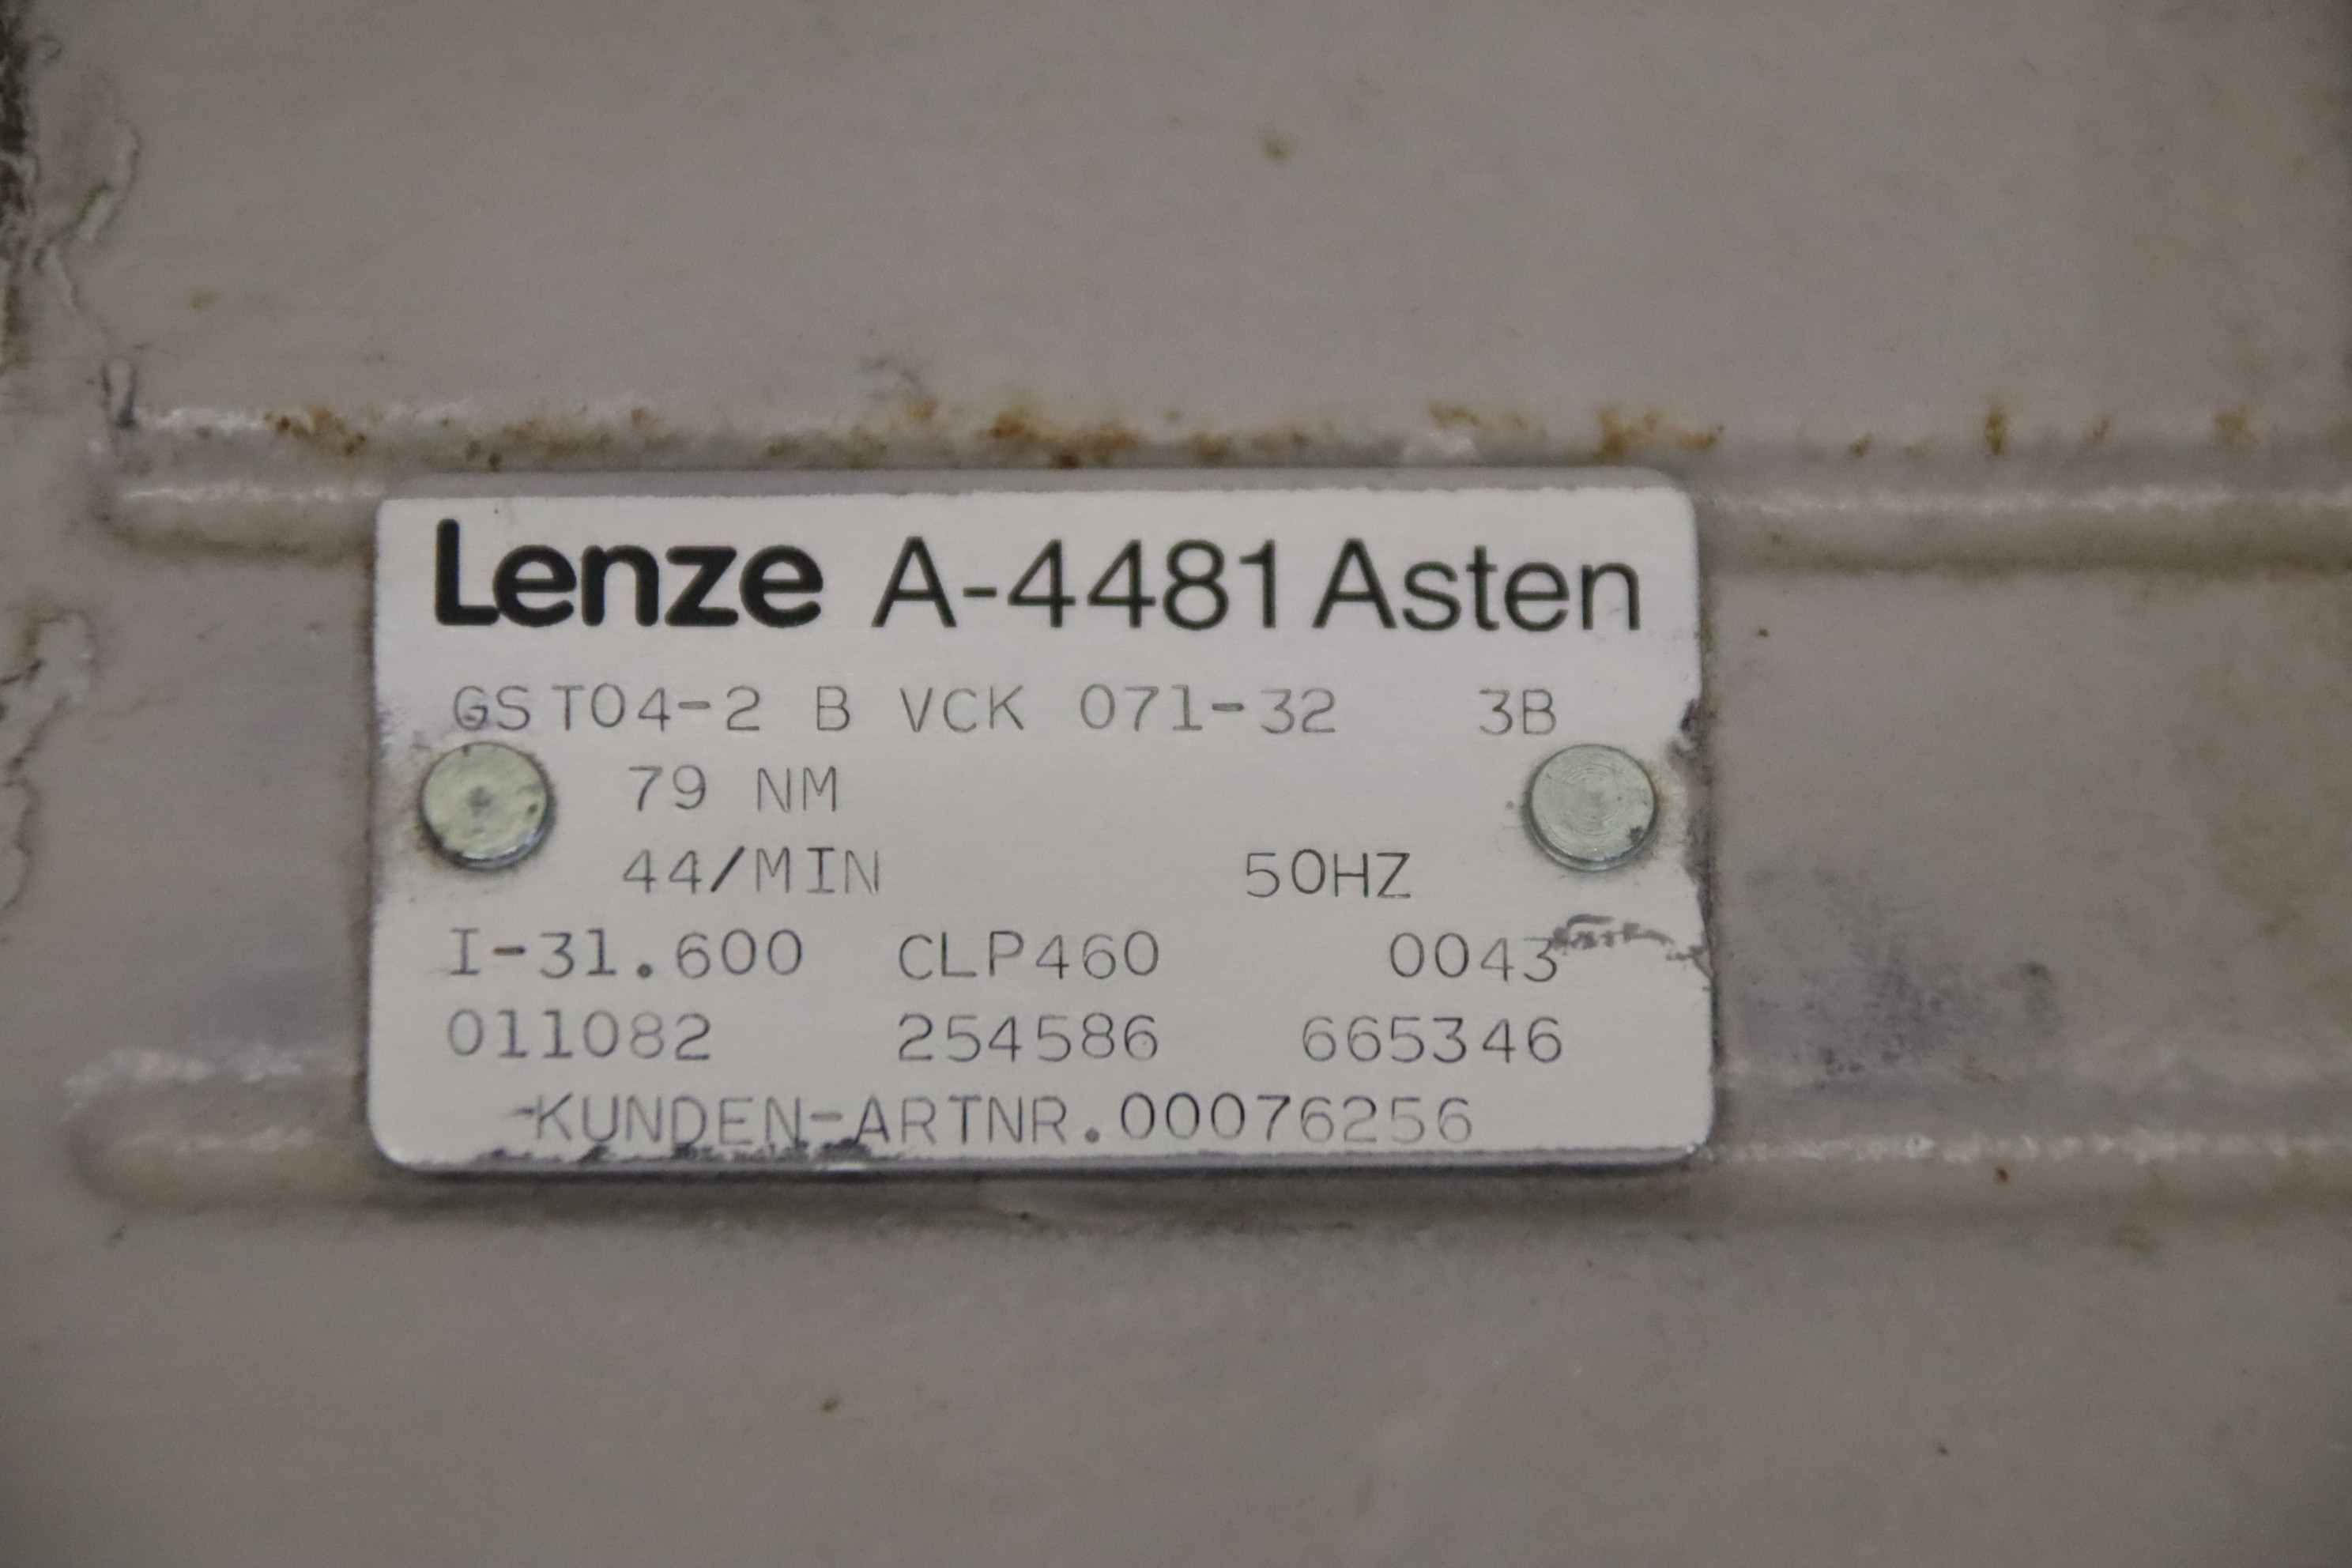 Lenze A-4481 Asten
GST04-2 B VCK 071-32 3B
79 NM
44/MIN 50HZ
I-31.600 CLP460 0043
011082 254586 665346
-KUNDEN-ARTNR.00076256